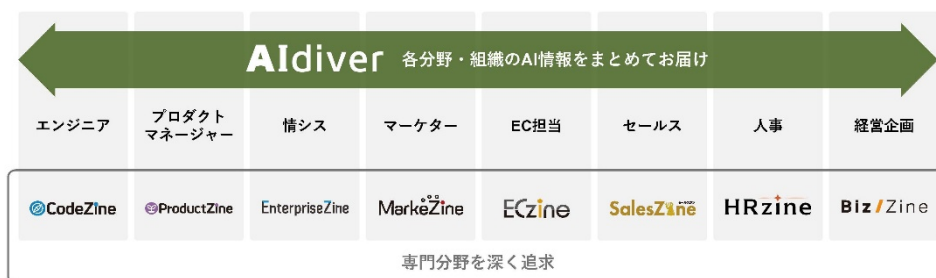 AIdiver 各分野・組織のAI情報をまとめてお届け
エンジニア
プロダクト
マネージャー
情シス
マーケター
EC担当
セールス
人事
経営企画
CodeZine
ProductZine
EnterpriseZine
MarkeZine
ECzine
SalesZine
HRzine
Biz/Zine
専門分野を深く追求